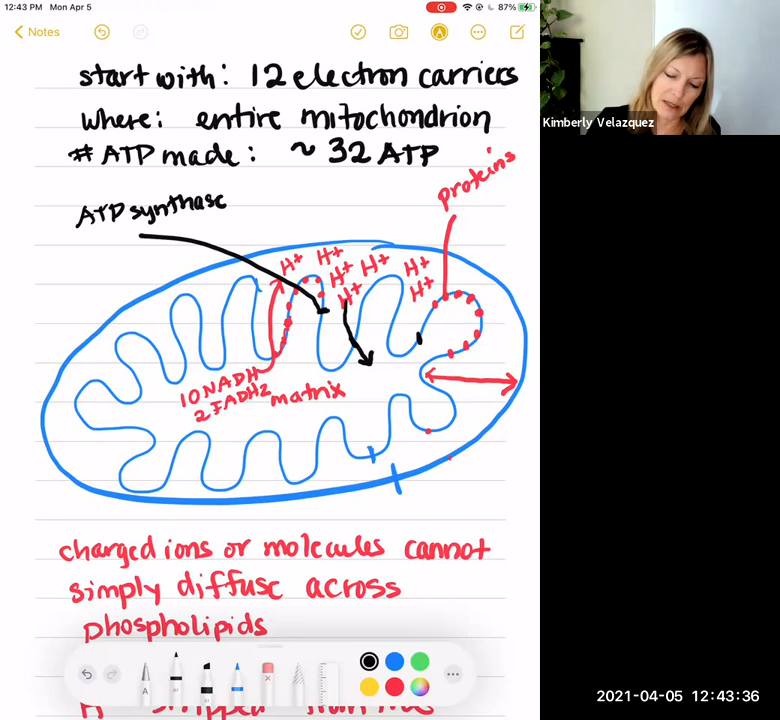 12:43 PM Mon Apr 5
87%
Notes
start with: 12 electron carriers
where: entire mitochondrion
# ATP made: ~ 32 ATP
proteins
ATP synthase
H+ H+
H+ H+ H+
H+ H+
10 NADH
2 FADH2 matrix
charged ions or molecules cannot
simply diffuse across
phospholipids
Kimberly Velazquez
2021-04-05 12:43:36